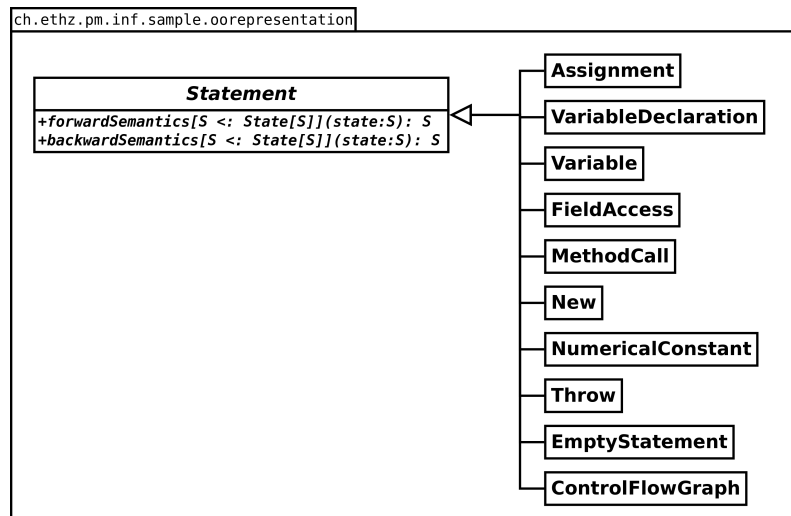 ch.ethz.pm.inf.sample.oorepresentation
Statement
+forwardSemantics[S <: State[S]](state:S): S
+backwardSemantics[S <: State[S]](state:S): S
Assignment
VariableDeclaration
Variable
FieldAccess
MethodCall
New
NumericalConstant
Throw
EmptyStatement
ControlFlowGraph